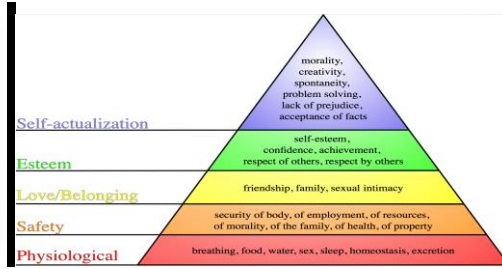 morality,
creativity,
spontaneity,
problem solving,
lack of prejudice,
acceptance of facts
Self-actualization
self-esteem,
confidence, achievement,
respect of others, respect by others
Esteem
friendship, family, sexual intimacy
Love/Belonging
security of body, of employment, of resources,
of morality, of the family, of health, of property
Safety
breathing, food, water, sex, sleep, homeostasis, excretion
Physiological